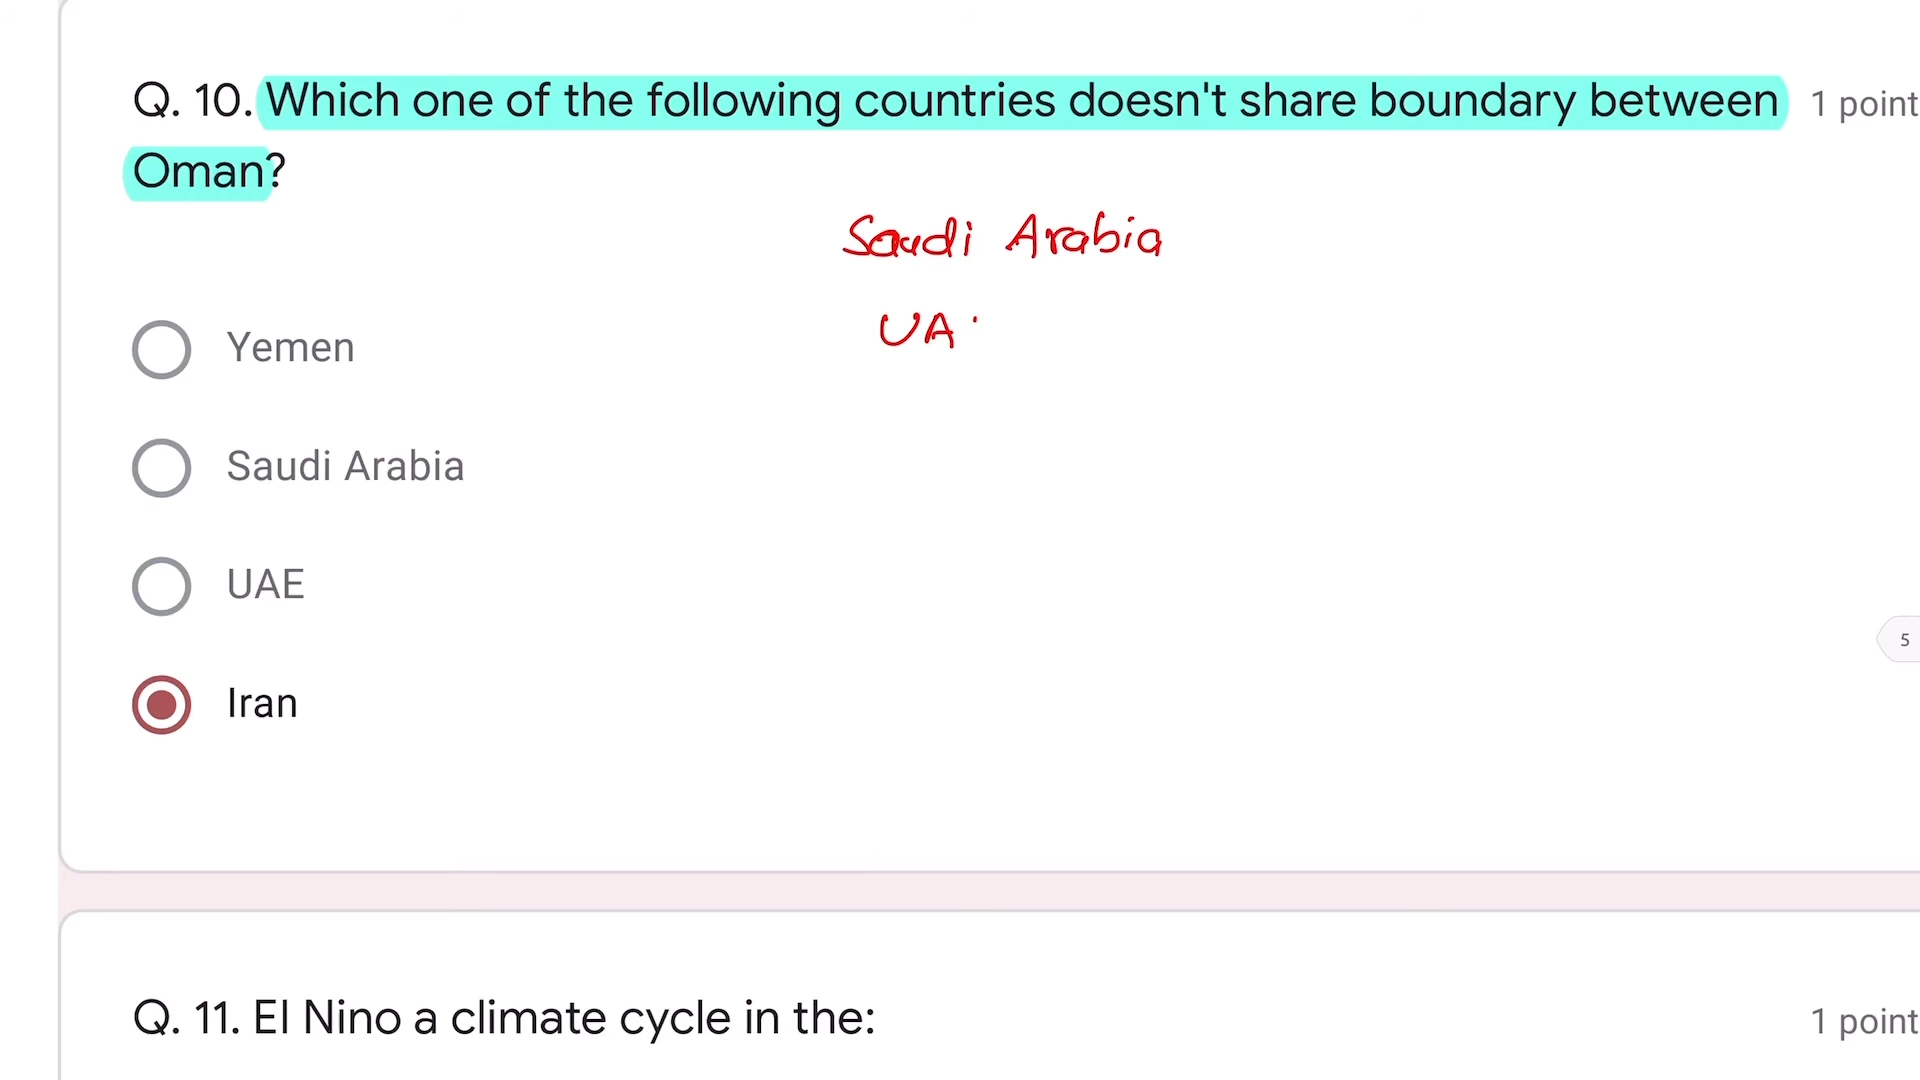 Q. 10. Which one of the following countries doesn't share boundary between
1 point
Oman?
Saudi Arabia
UA
Yemen
Saudi Arabia
UAE
5
Iran
Q. 11. El Nino a climate cycle in the:
1 point